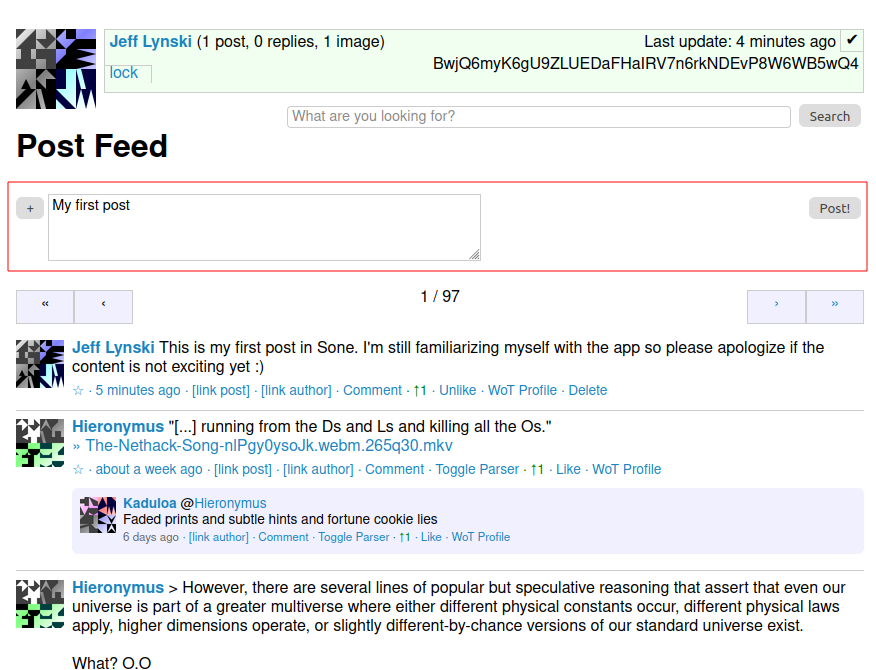 Jeff Lynski (1 post, 0 replies, 1 image)
Last update: 4 minutes ago ✔
BwjQ6myK6gU9ZLUEDaFHaIRV7n6rkNDEvP8W6WB5wQ4
lock
What are you looking for?
Search
Post Feed
+
My first post
Post!
«
‹
1 / 97
›
»
Jeff Lynski This is my first post in Sone. I'm still familiarizing myself with the app so please apologize if the
content is not exciting yet :)
☆ · 5 minutes ago · [link post] · [link author] · Comment · ↑1 · Unlike · WoT Profile · Delete
Hieronymus "[...] running from the Ds and Ls and killing all the Os."
» The-Nethack-Song-nlPgy0ysoJk.webm.265q30.mkv
☆ · about a week ago · [link post] · [link author] · Comment · Toggle Parser · ↑1 · Like · WoT Profile
Kaduloa @Hieronymus
Faded prints and subtle hints and fortune cookie lies
6 days ago · [link author] · Comment · Toggle Parser · ↑1 · Like · WoT Profile
Hieronymus > However, there are several lines of popular but speculative reasoning that assert that even our
universe is part of a greater multiverse where either different physical constants occur, different physical laws
apply, higher dimensions operate, or slightly different-by-chance versions of our standard universe exist.
What? O.O